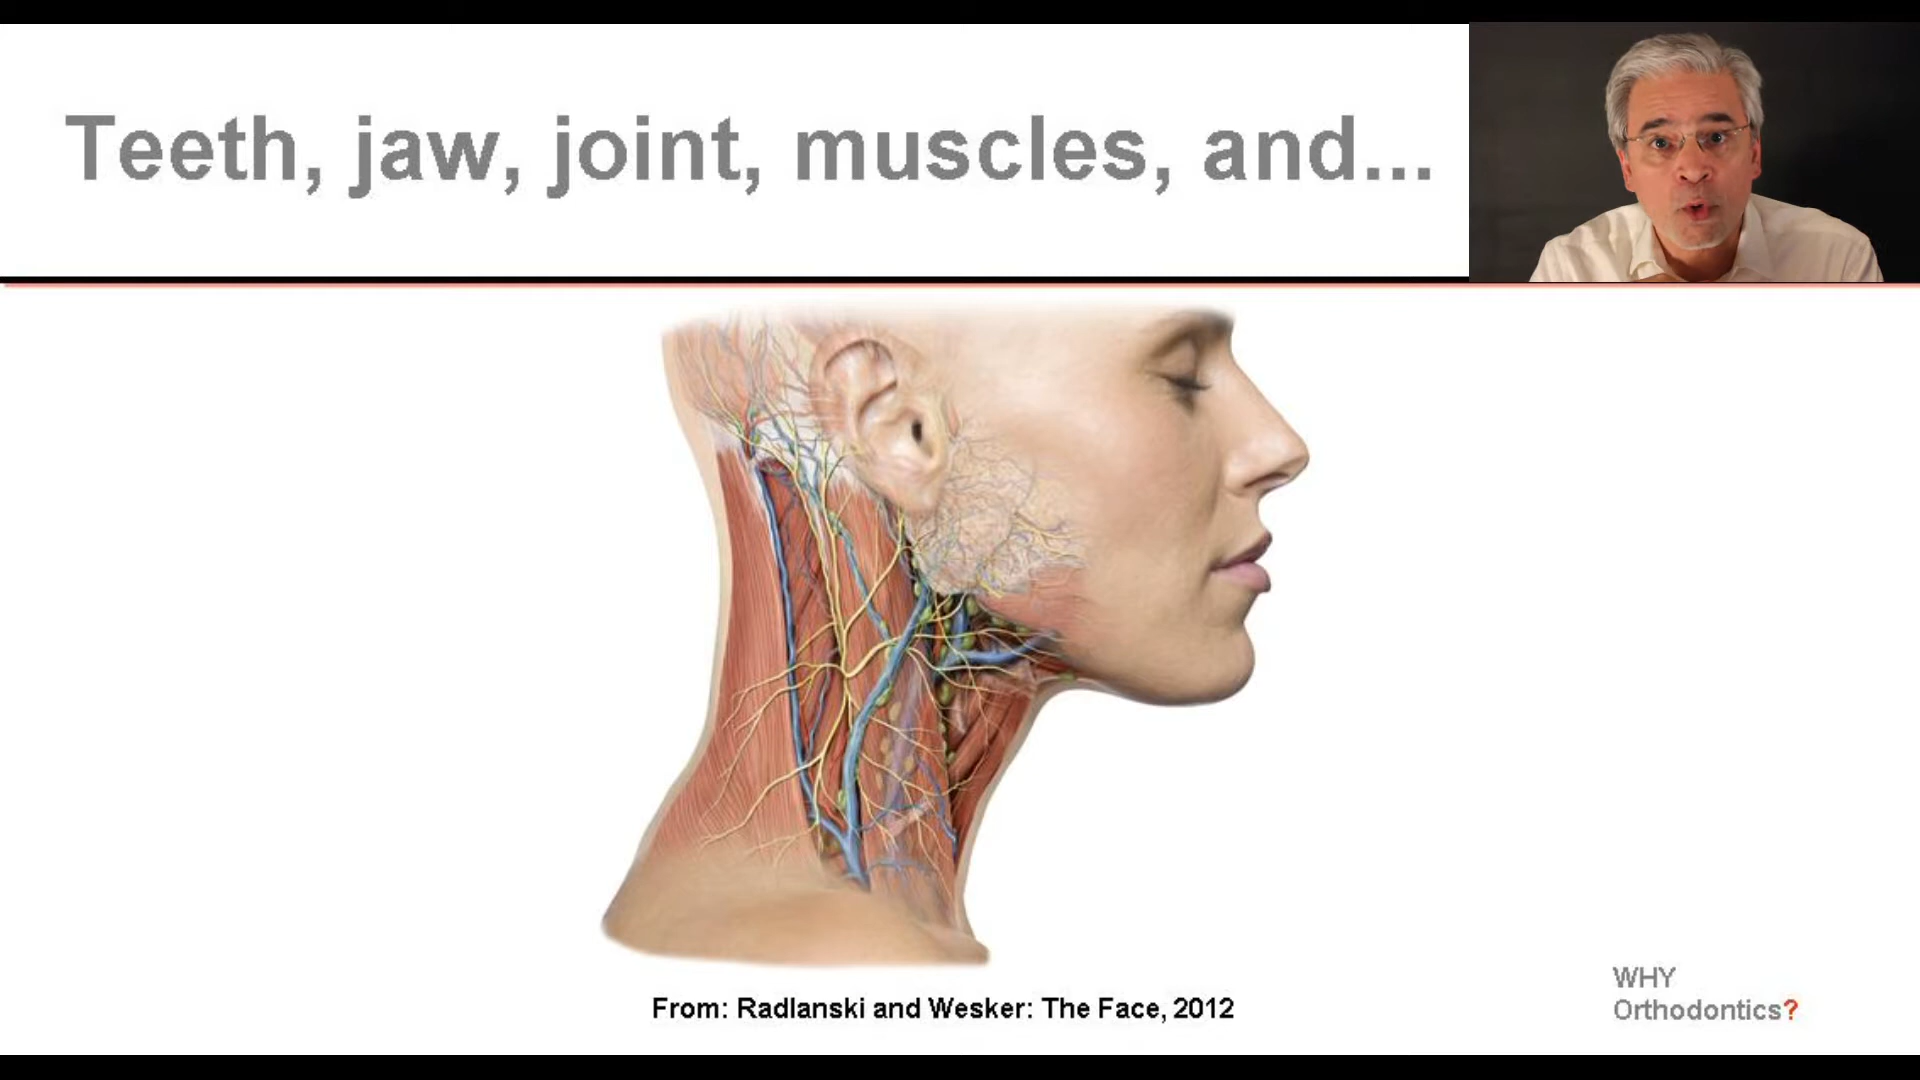 Teeth, jaw, joint, muscles, and...
From: Radlanski and Wesker: The Face, 2012
WHY
Orthodontics?